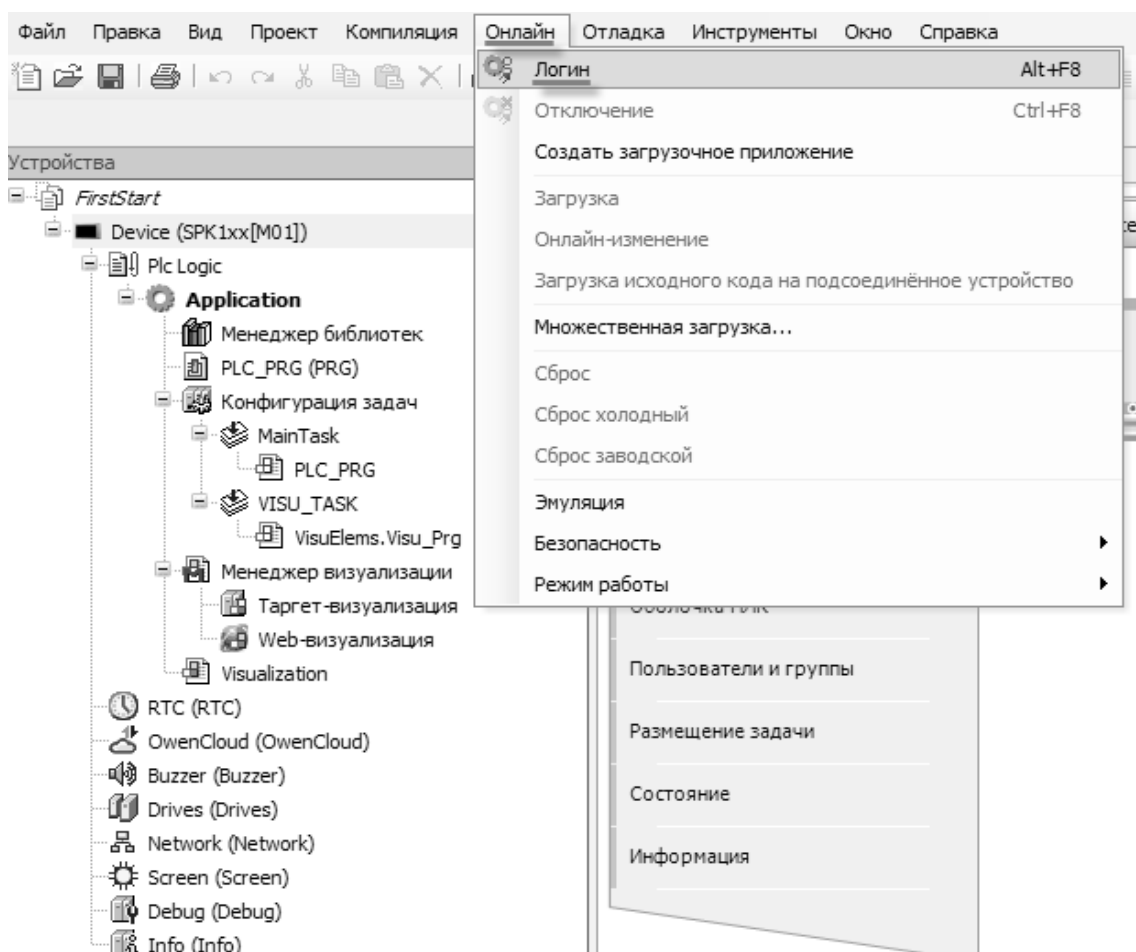 Файл Правка Вид Проект Компиляция Онлайн Отладка Инструменты Окно Справка
Логин Alt+F8
Отключение Ctrl+F8
Создать загрузочное приложение
Загрузка
Онлайн-изменение
Загрузка исходного кода на подсоединённое устройство
Множественная загрузка...
Сброс
Сброс холодный
Сброс заводской
Эмуляция
Безопасность
Режим работы
Устройства
FirstStart
Device (SPK1xx[M01])
Plc Logic
Application
Менеджер библиотек
PLC_PRG (PRG)
Конфигурация задач
MainTask
PLC_PRG
VISU_TASK
VisuElems.Visu_Prg
Менеджер визуализации
Таргет-визуализация
Web-визуализация
Visualization
RTC (RTC)
OwenCloud (OwenCloud)
Buzzer (Buzzer)
Drives (Drives)
Network (Network)
Screen (Screen)
Debug (Debug)
Info (Info)
Пользователи и группы
Размещение задачи
Состояние
Информация